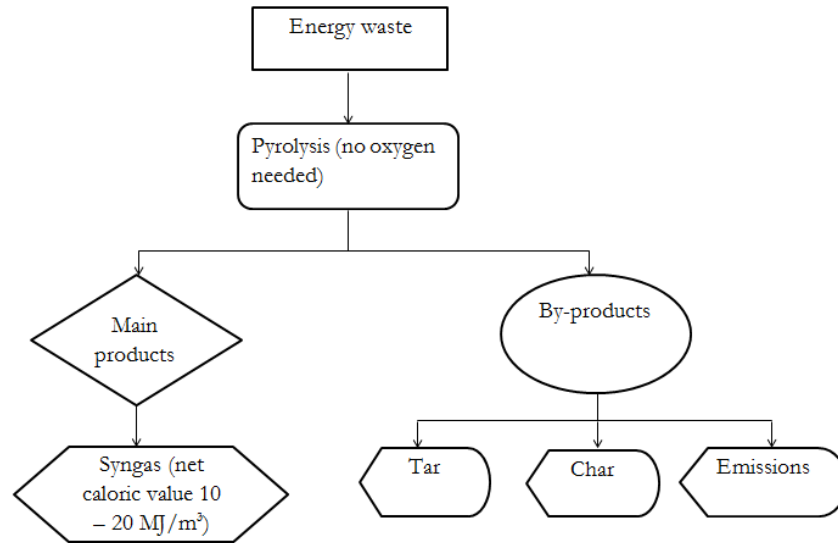 Energy waste
Pyrolysis (no oxygen
needed)
Main
products
By-products
Syngas (net
caloric value 10
– 20 MJ/m³)
Tar
Char
Emissions